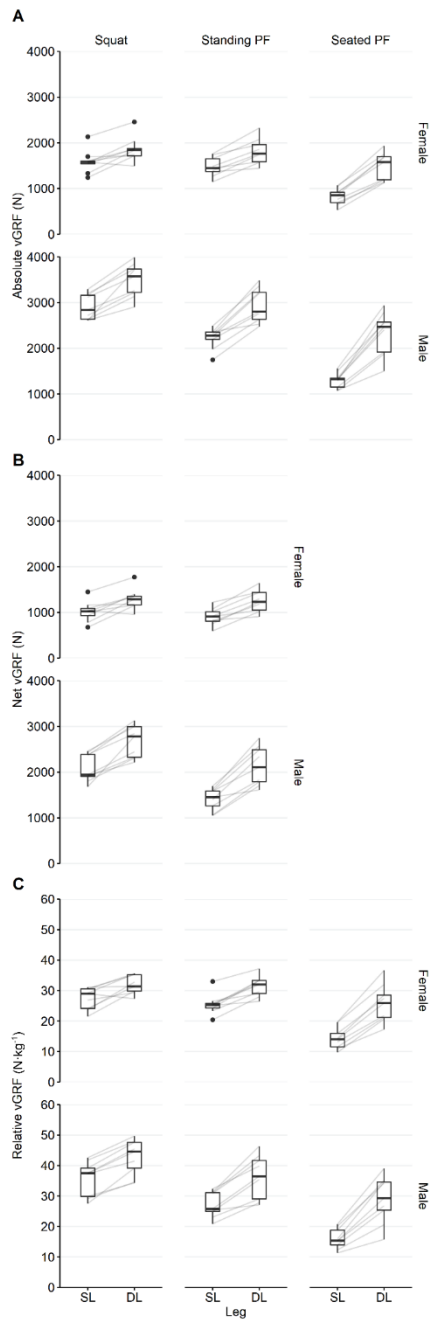 A
Squat
Standing PF
Seated PF
4000
3000
2000
1000
0
Female
Absolute vGRF (N)
4000
3000
2000
1000
0
Male
B
4000
3000
2000
1000
0
Female
Net vGRF (N)
4000
3000
2000
1000
0
Male
C
60
50
40
30
20
10
0
Female
Relative vGRF (N·kg⁻¹)
60
50
40
30
20
10
0
Male
SL DL SL DL SL DL
Leg